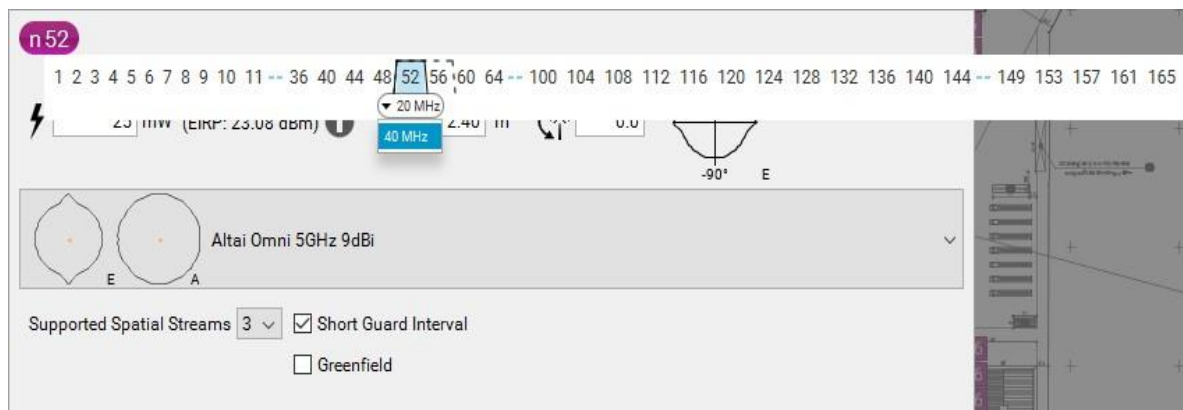 n 52
1 2 3 4 5 6 7 8 9 10 11 -- 36 40 44 48 52 56 60 64 -- 100 104 108 112 116 120 124 128 132 136 140 144 -- 149 153 157 161 165
20 MHz
25 mW (EIRP: 23.08 dBm) 2.40 m 0.0
40 MHz
-90° E
Altai Omni 5GHz 9dBi
E A
Supported Spatial Streams 3 Short Guard Interval
Greenfield